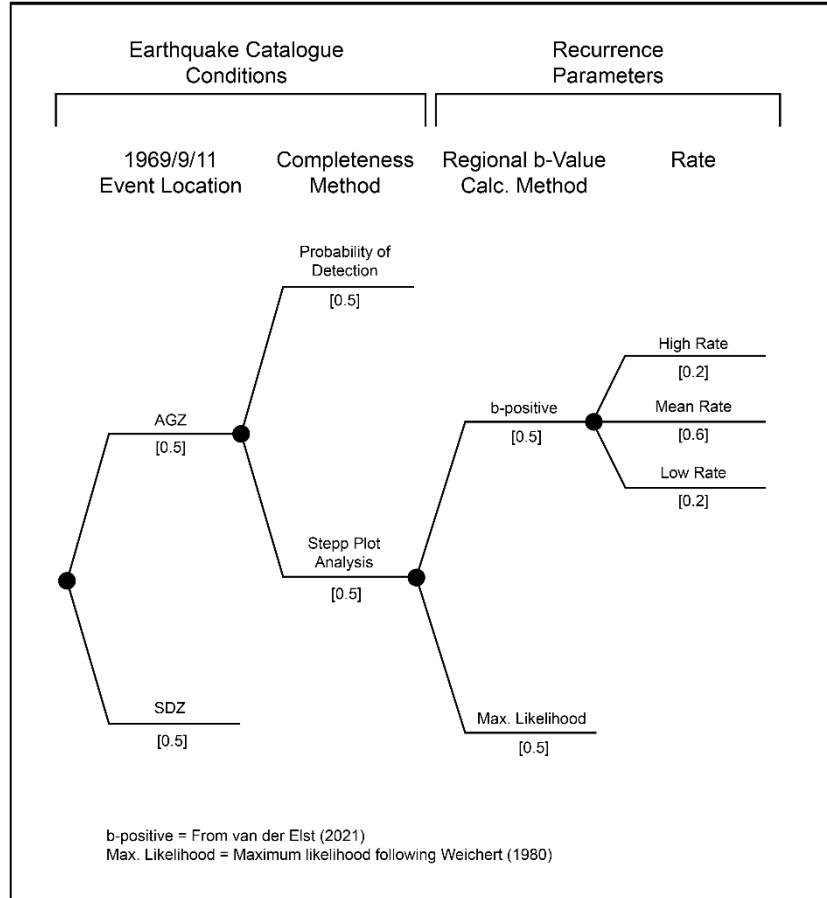 Earthquake Catalogue
Conditions
Recurrence
Parameters
1969/9/11
Event Location
Completeness
Method
Regional b-Value
Calc. Method
Rate
Probability of
Detection
[0.5]
High Rate
[0.2]
AGZ
[0.5]
b-positive
[0.5]
Mean Rate
[0.6]
Low Rate
[0.2]
Stepp Plot
Analysis
[0.5]
SDZ
[0.5]
Max. Likelihood
[0.5]
b-positive = From van der Elst (2021)
Max. Likelihood = Maximum likelihood following Weichert (1980)